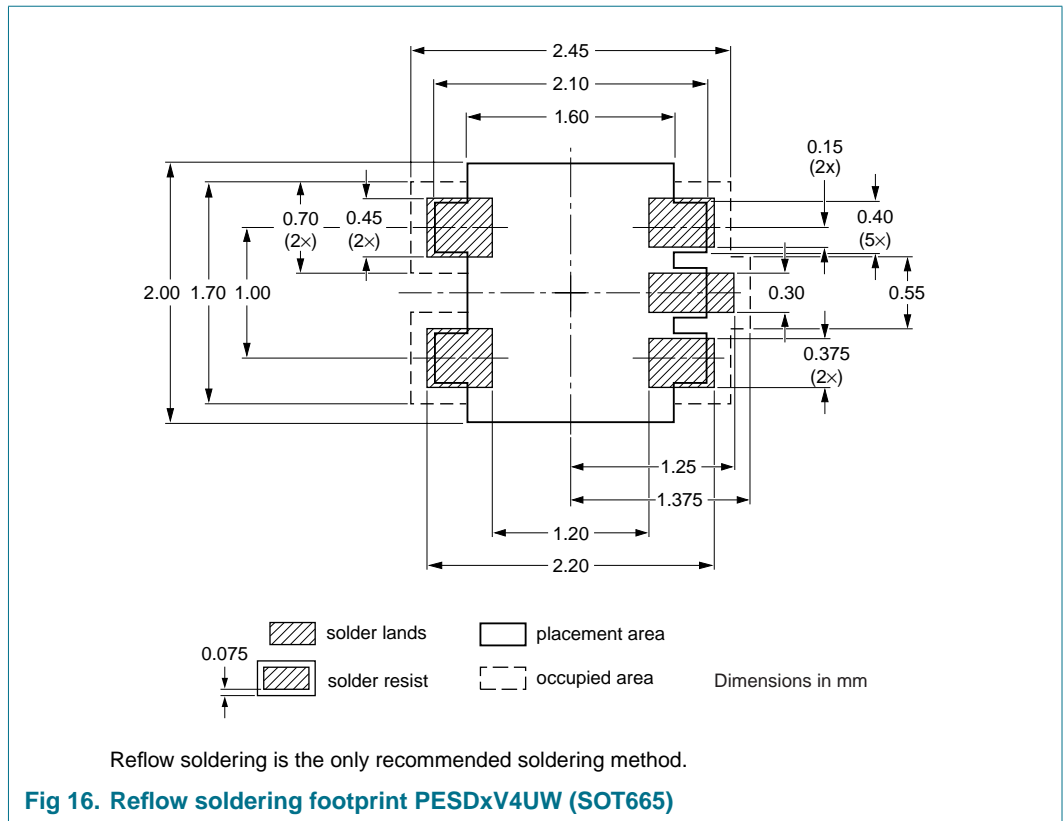 2.45
2.10
1.60
0.15
(2x)
0.70
(2×)
0.45
(2×)
0.40
(5×)
2.00 1.70 1.00
0.30
0.55
0.375
(2×)
1.25
1.375
1.20
2.20
solder lands
placement area
0.075
solder resist
occupied area
Dimensions in mm
Reflow soldering is the only recommended soldering method.
Fig 16. Reflow soldering footprint PESDxV4UW (SOT665)